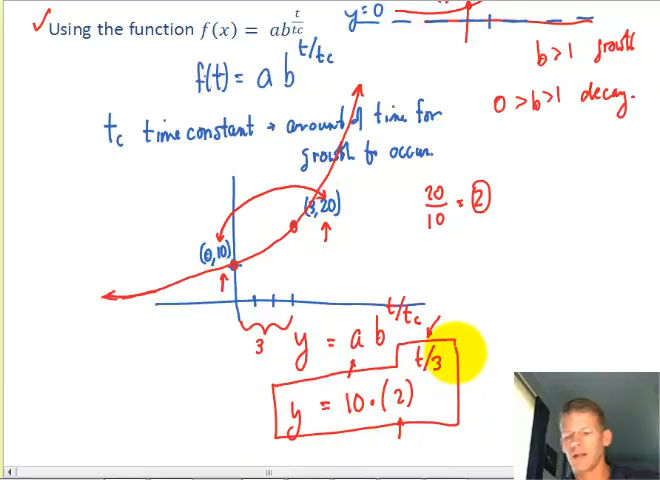 y=0
Using the function f(x) = ab^(t/tc)
b>1 growth
f(t) = a b^(t/tc)
0>b>1 decay.
tc time constant → amount of time for
growth to occur.
20/10 = 2
(3,20)
(0,10)
3
y = a b^(t/tc)
y = 10·(2)^(t/3)